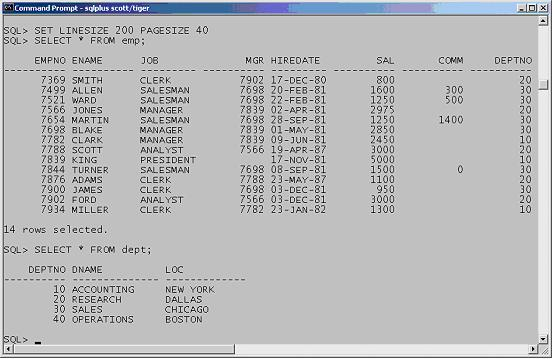 Command Prompt - sqlplus scott/tiger
SQL> SET LINESIZE 200 PAGESIZE 40
SQL> SELECT * FROM emp;
EMPNO ENAME JOB MGR HIREDATE SAL COMM DEPTNO
---------- ---------- --------- ---------- --------- ---------- ---------- ----------
7369 SMITH CLERK 7902 17-DEC-80 800 20
7499 ALLEN SALESMAN 7698 20-FEB-81 1600 300 30
7521 WARD SALESMAN 7698 22-FEB-81 1250 500 30
7566 JONES MANAGER 7839 02-APR-81 2975 20
7654 MARTIN SALESMAN 7698 28-SEP-81 1250 1400 30
7698 BLAKE MANAGER 7839 01-MAY-81 2850 30
7782 CLARK MANAGER 7839 09-JUN-81 2450 10
7788 SCOTT ANALYST 7566 19-APR-87 3000 20
7839 KING PRESIDENT 17-NOV-81 5000 10
7844 TURNER SALESMAN 7698 08-SEP-81 1500 0 30
7876 ADAMS CLERK 7788 23-MAY-87 1100 20
7900 JAMES CLERK 7698 03-DEC-81 950 30
7902 FORD ANALYST 7566 03-DEC-81 3000 20
7934 MILLER CLERK 7782 23-JAN-82 1300 10
14 rows selected.
SQL> SELECT * FROM dept;
DEPTNO DNAME LOC
---------- -------------- -------------
10 ACCOUNTING NEW YORK
20 RESEARCH DALLAS
30 SALES CHICAGO
40 OPERATIONS BOSTON
SQL> _